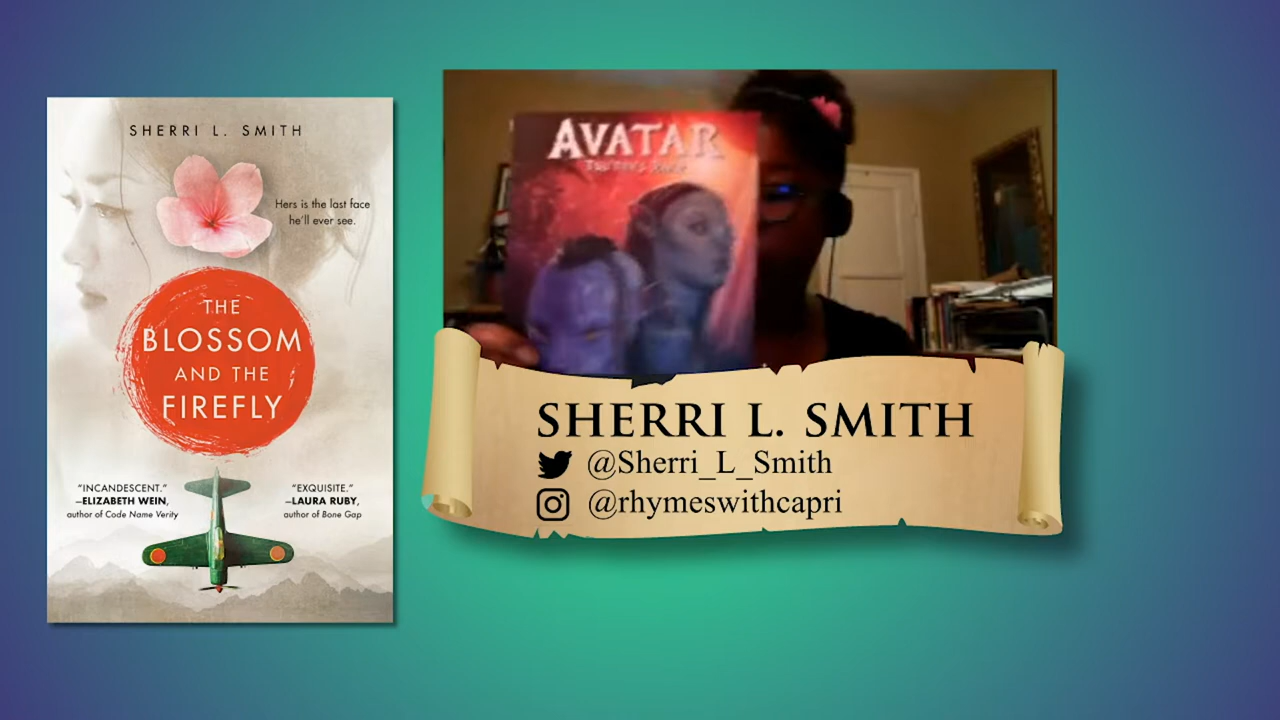 SHERRI L. SMITH
Hers is the last face
he'll ever see.
THE
BLOSSOM
AND THE
FIREFLY
"INCANDESCENT."
—ELIZABETH WEIN,
author of Code Name Verity
"EXQUISITE."
—LAURA RUBY,
author of Bone Gap
AVATAR
SHERRI L. SMITH
@Sherri_L_Smith
@rhymeswithcapri